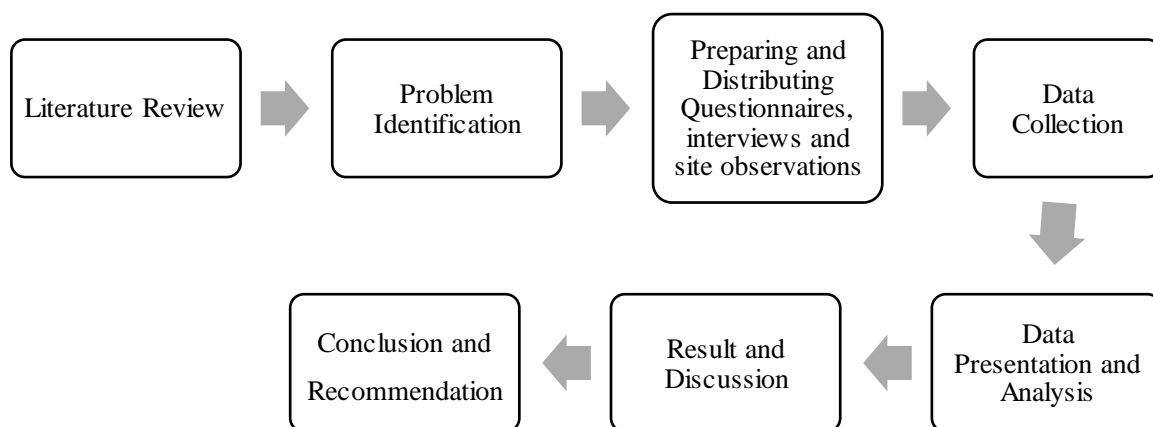 Literature Review
Problem
Identification
Preparing and
Distributing
Questionnaires,
interviews and
site observations
Data
Collection
Data
Presentation and
Analysis
Result and
Discussion
Conclusion and
Recommendation